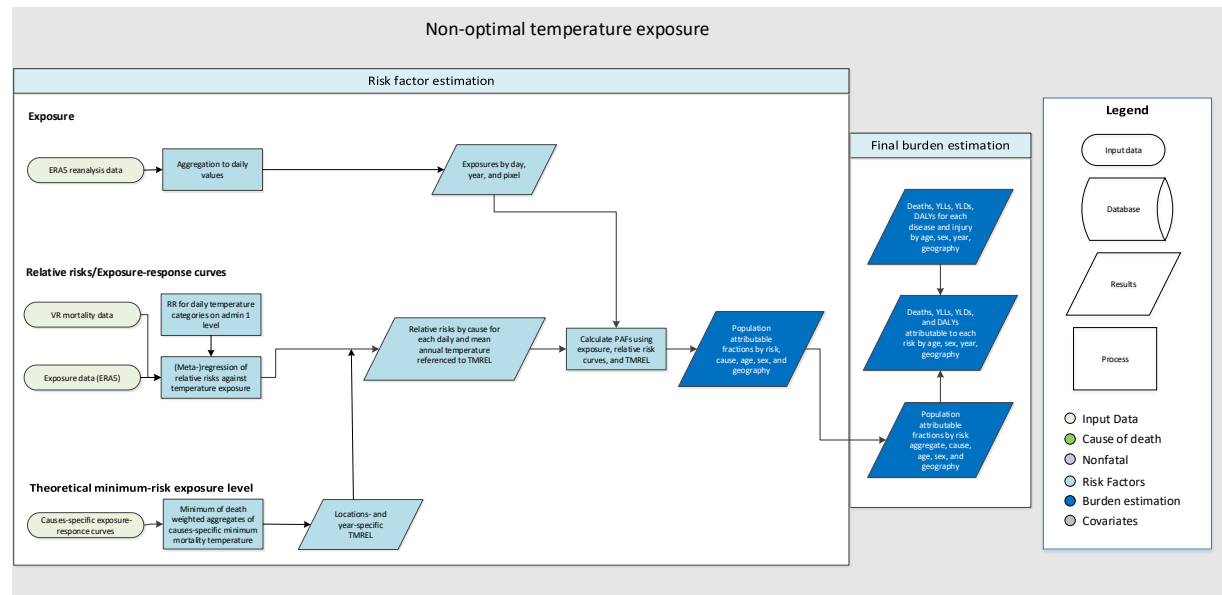 Non-optimal temperature exposure
Risk factor estimation
Exposure
ERA5 reanalysis data
Aggregation to daily
values
Exposures by day,
year, and pixel
Relative risks/Exposure-response curves
VR mortality data
RR for daily temperature
categories on admin 1
level
Exposure data (ERA5)
(Meta-)regression of
relative risks against
temperature exposure
Relative risks by cause for
each daily and mean
annual temperature
referenced to TMREL
Calculate PAFs using
exposure, relative risk
curves, and TMREL
Population
attributable
fractions by risk,
cause, age, sex, and
geography
Theoretical minimum-risk exposure level
Causes-specific exposure-
responce curves
Minimum of death
weighted aggregates of
causes-specific minimum
mortality temperature
Locations- and
year-specific
TMREL
Final burden estimation
Deaths, YLLs, YLDs,
DALYs for each
disease and injury
by age, sex, year,
geography
Deaths, YLLs, YLDs,
and DALYs
attributable to
each risk by age,
sex, year,
geography
Population
attributable
fractions by risk
aggregate, cause,
age, sex, and
geography
Legend
Input data
Database
Results
Process
Input Data
Cause of death
Nonfatal
Risk Factors
Burden estimation
Covariates